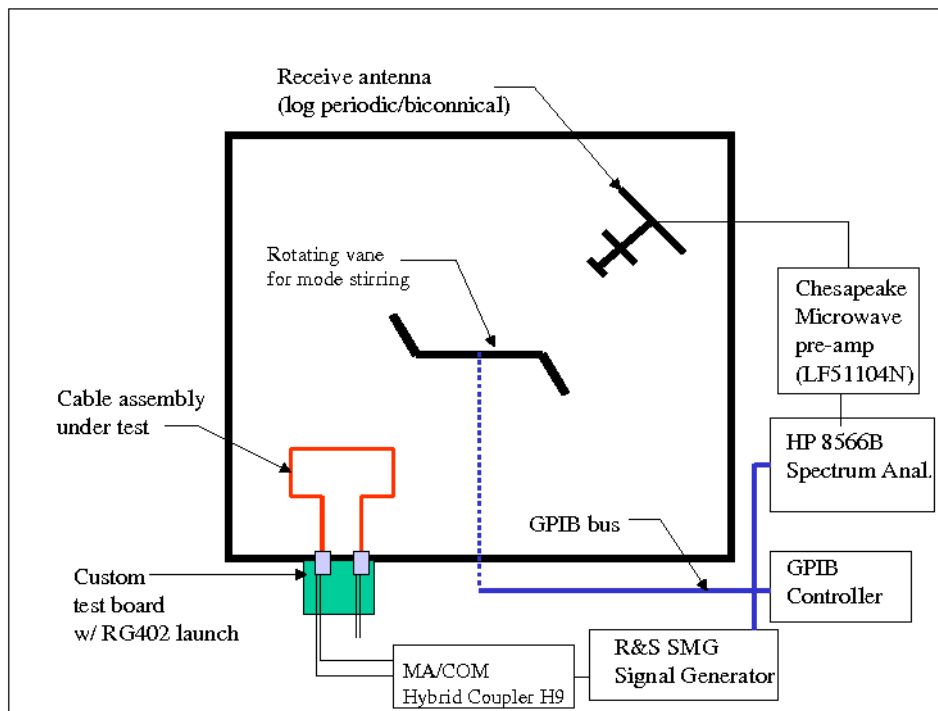 Receive antenna
(log periodic/biconnical)
Rotating vane
for mode stirring
Chesapeake
Microwave
pre-amp
(LF51104N)
Cable assembly
under test
HP 8566B
Spectrum Anal.
GPIB bus
GPIB
Controller
Custom
test board
w/ RG402 launch
R&S SMG
Signal Generator
MA/COM
Hybrid Coupler H9